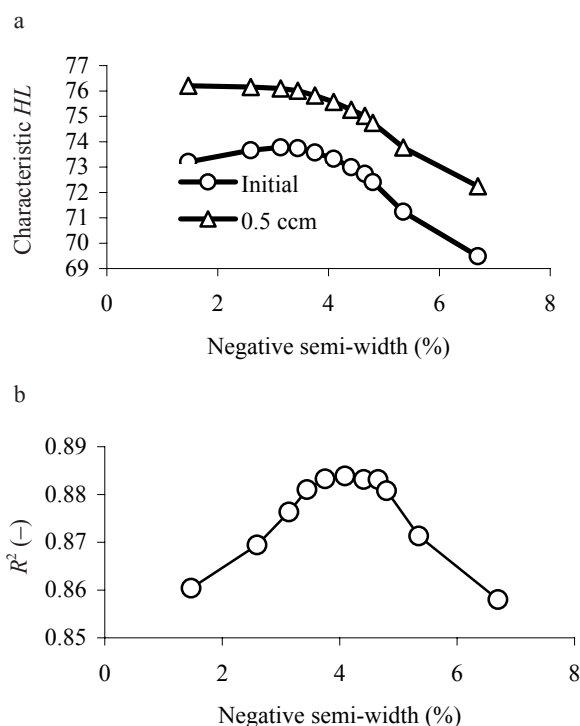 a
Characteristic HL
77
76
75
74
73
72
71
70
69
Initial
0.5 ccm
0 2 4 6 8
Negative semi-width (%)
b
R² (–)
0.89
0.88
0.87
0.86
0.85
0 2 4 6 8
Negative semi-width (%)